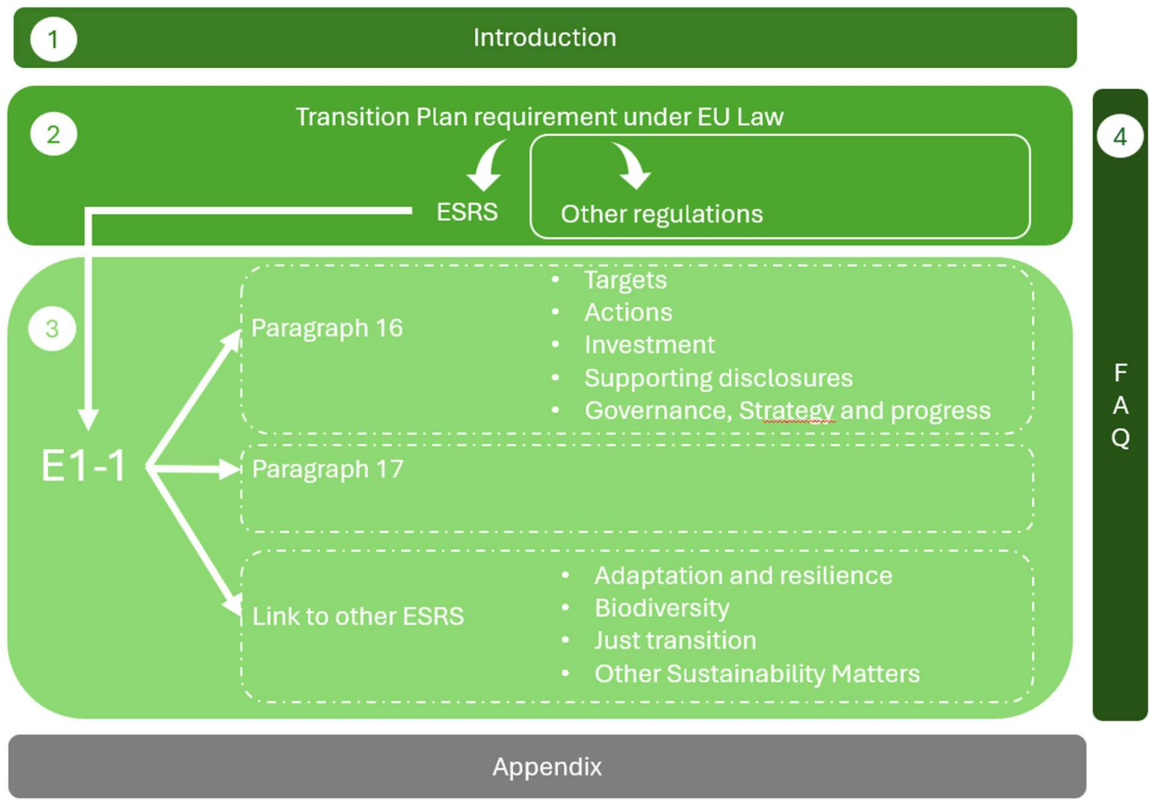 1
Introduction
2
Transition Plan requirement under EU Law
ESRS
Other regulations
3
E1-1
Paragraph 16
• Targets
• Actions
• Investment
• Supporting disclosures
• Governance, Strategy and progress
Paragraph 17
Link to other ESRS
• Adaptation and resilience
• Biodiversity
• Just transition
• Other Sustainability Matters
4
F
A
Q
Appendix